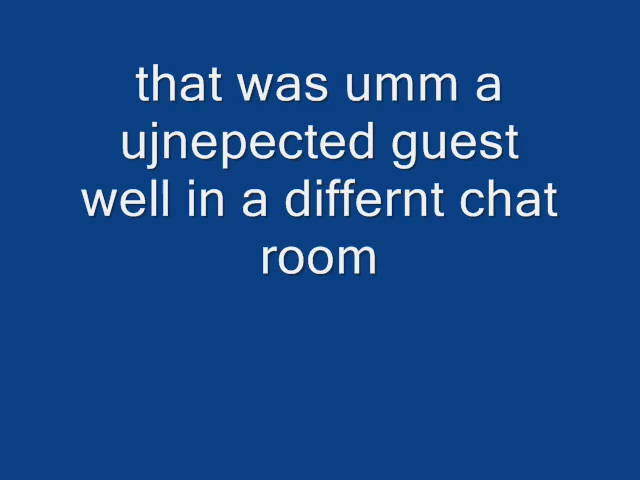 that was umm a
ujnepected guest
well in a differnt chat
room